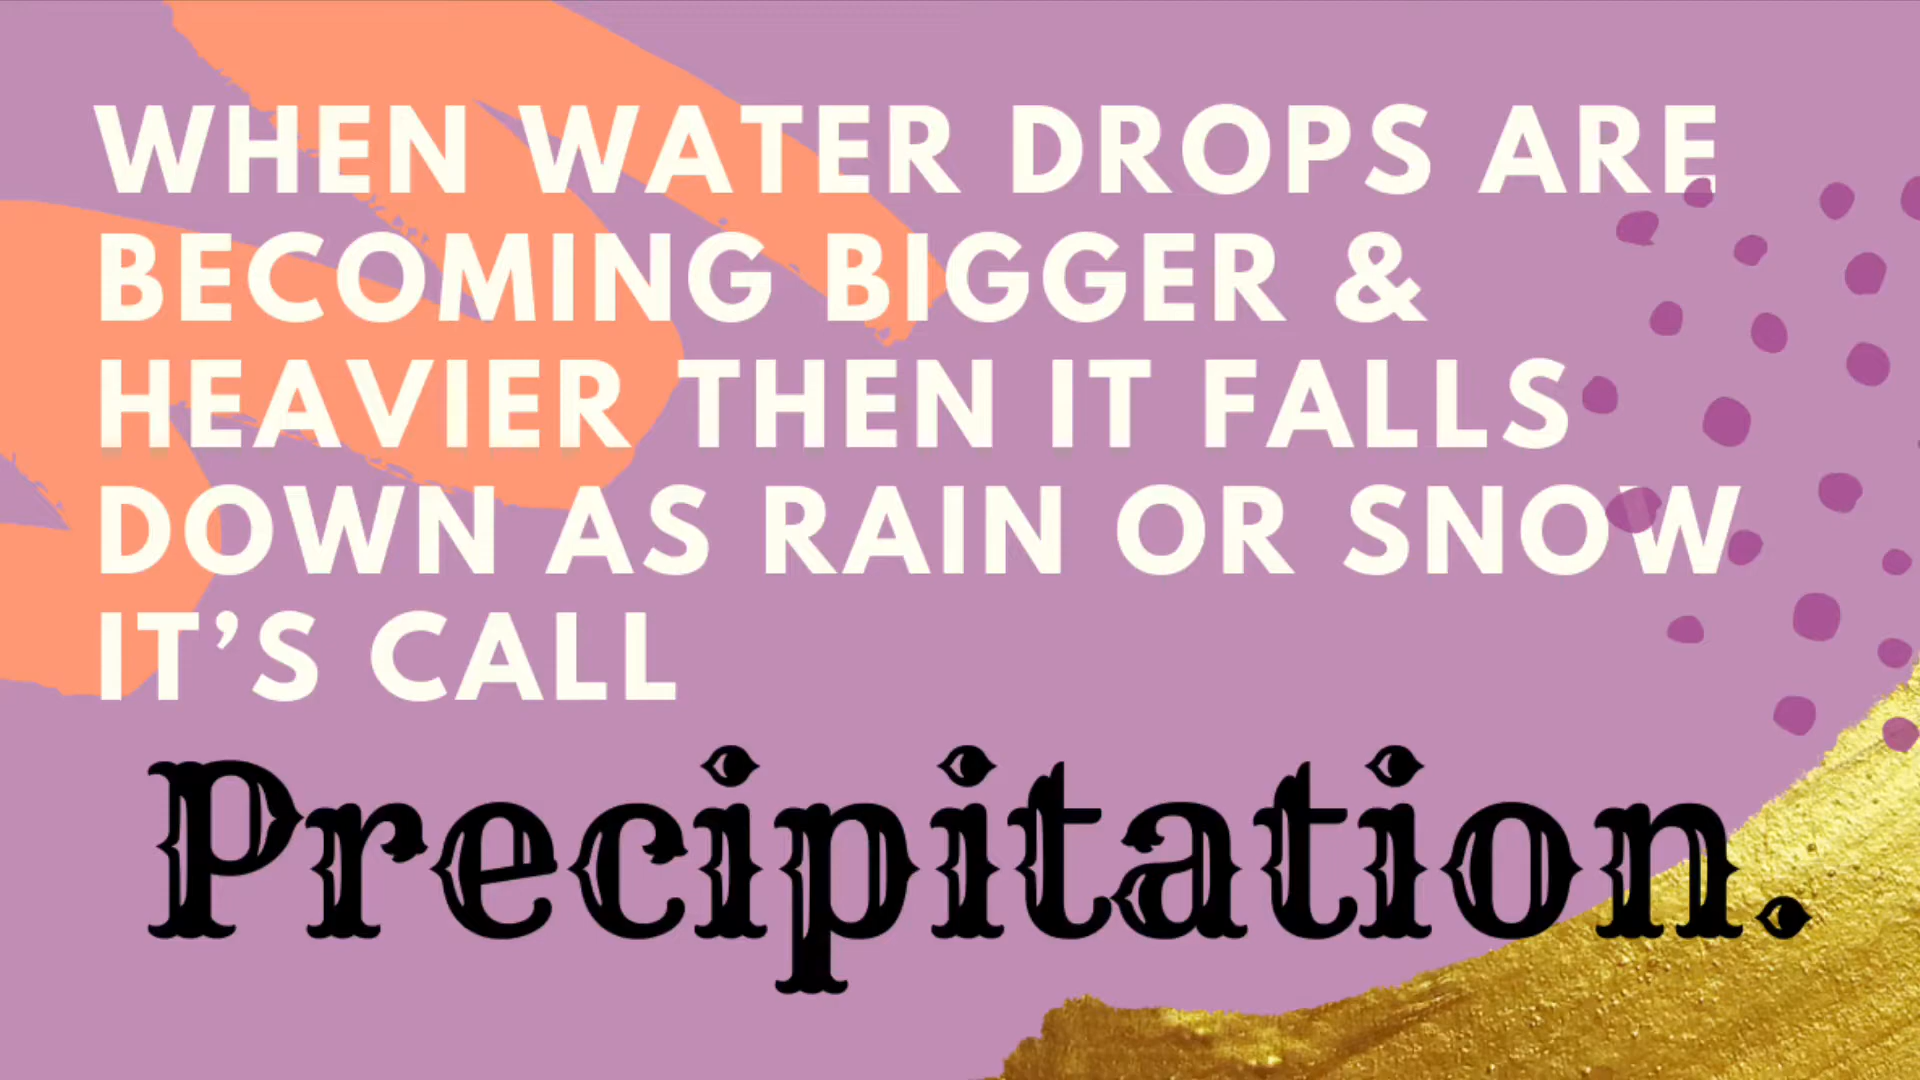 WHEN WATER DROPS ARE
BECOMING BIGGER &
HEAVIER THEN IT FALLS
DOWN AS RAIN OR SNOW
IT’S CALL
Precipitation.